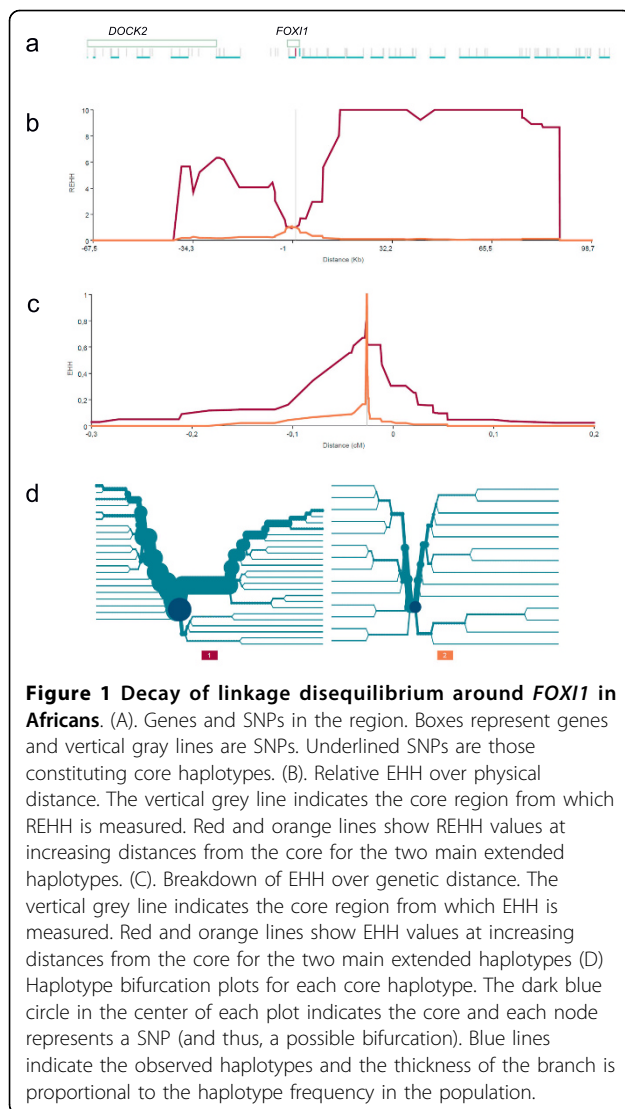 a
DOCK2
FOXI1
b
10
8
6
4
2
0
REHH
-67,5
-34,3
-1
32,2
65,5
98,7
Distance (Kb)
c
1
0,8
0,6
0,4
0,2
0
EHH
-0,3
-0,2
-0,1
0
0,1
0,2
Distance (cM)
d
1
2
Figure 1 Decay of linkage disequilibrium around FOXI1 in
Africans. (A). Genes and SNPs in the region. Boxes represent genes
and vertical gray lines are SNPs. Underlined SNPs are those
constituting core haplotypes. (B). Relative EHH over physical
distance. The vertical grey line indicates the core region from which
REHH is measured. Red and orange lines show REHH values at
increasing distances from the core for the two main extended
haplotypes. (C). Breakdown of EHH over genetic distance. The
vertical grey line indicates the core region from which EHH is
measured. Red and orange lines show EHH values at increasing
distances from the core for the two main extended haplotypes (D)
Haplotype bifurcation plots for each core haplotype. The dark blue
circle in the center of each plot indicates the core and each node
represents a SNP (and thus, a possible bifurcation). Blue lines
indicate the observed haplotypes and the thickness of the branch is
proportional to the haplotype frequency in the population.